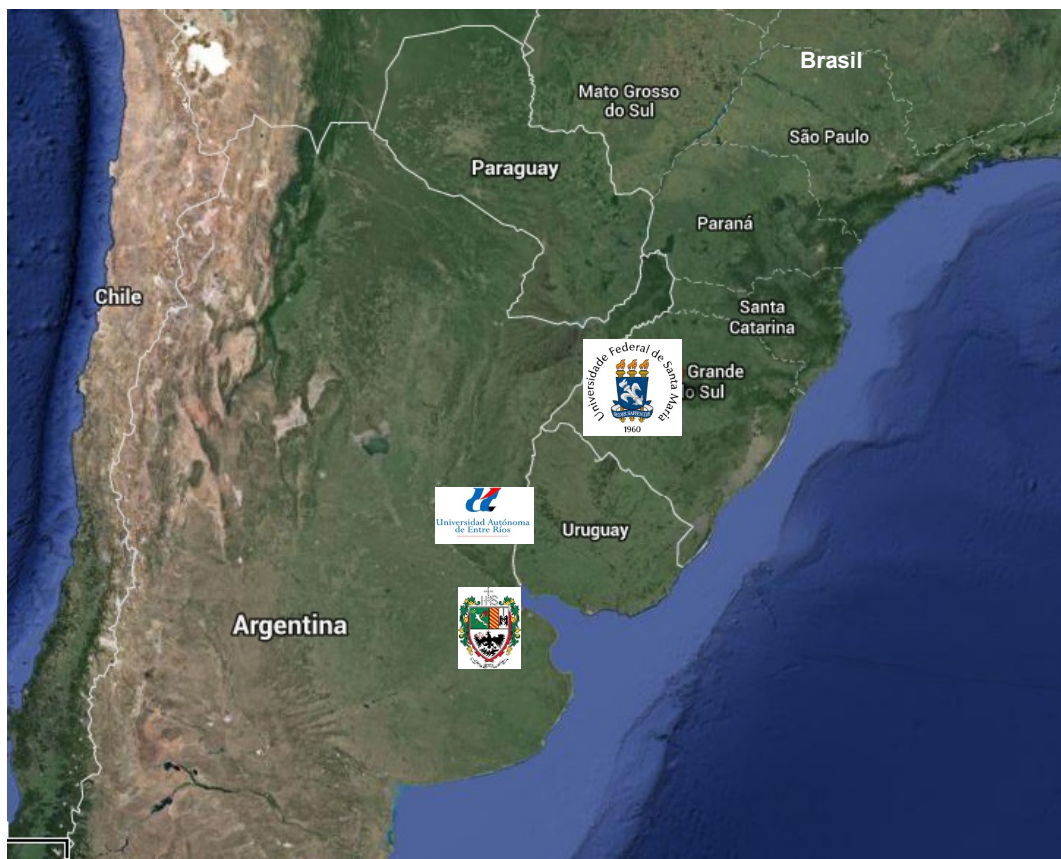 Brasil
Mato Grosso
do Sul
São Paulo
Paraguay
Paraná
Chile
Santa
Catarina
Universidade Federal de Santa Maria
1960
Grande
o Sul
Universidad Autónoma
de Entre Ríos
Uruguay
IHS
Argentina